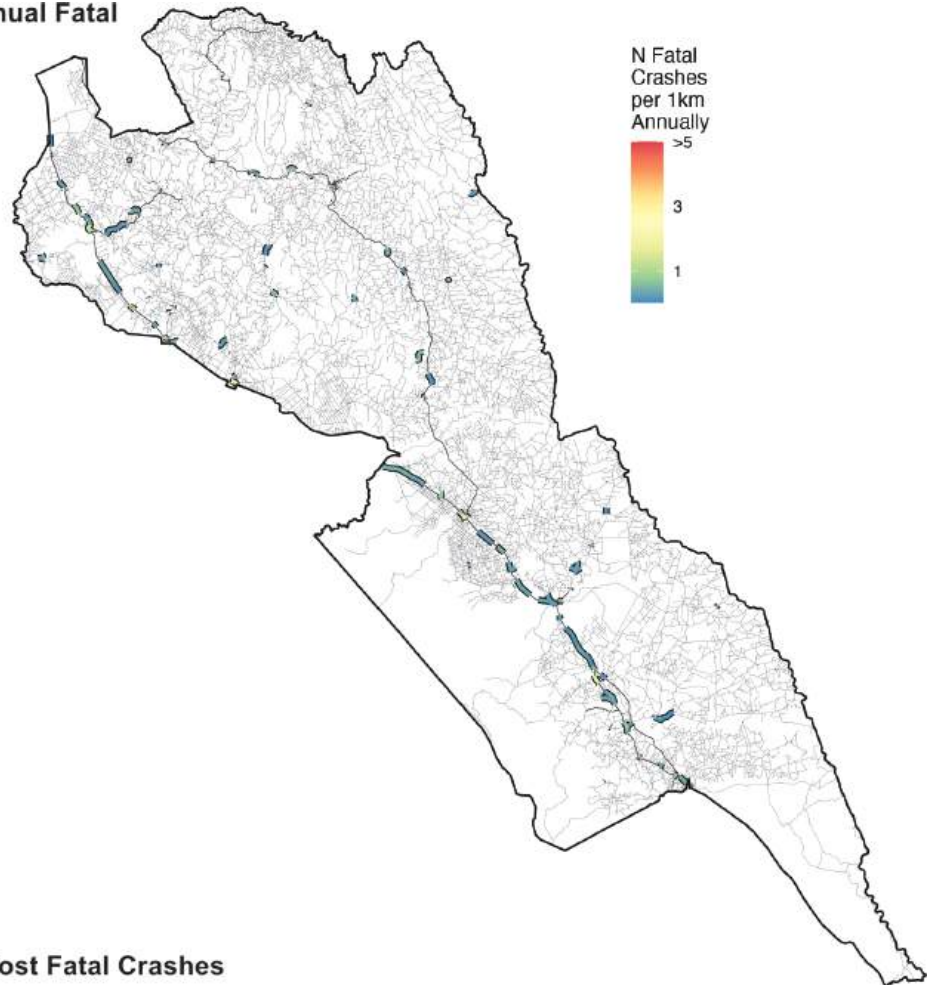 nual Fatal
N Fatal
Crashes
per 1km
Annually
>5
3
1
ost Fatal Crashes